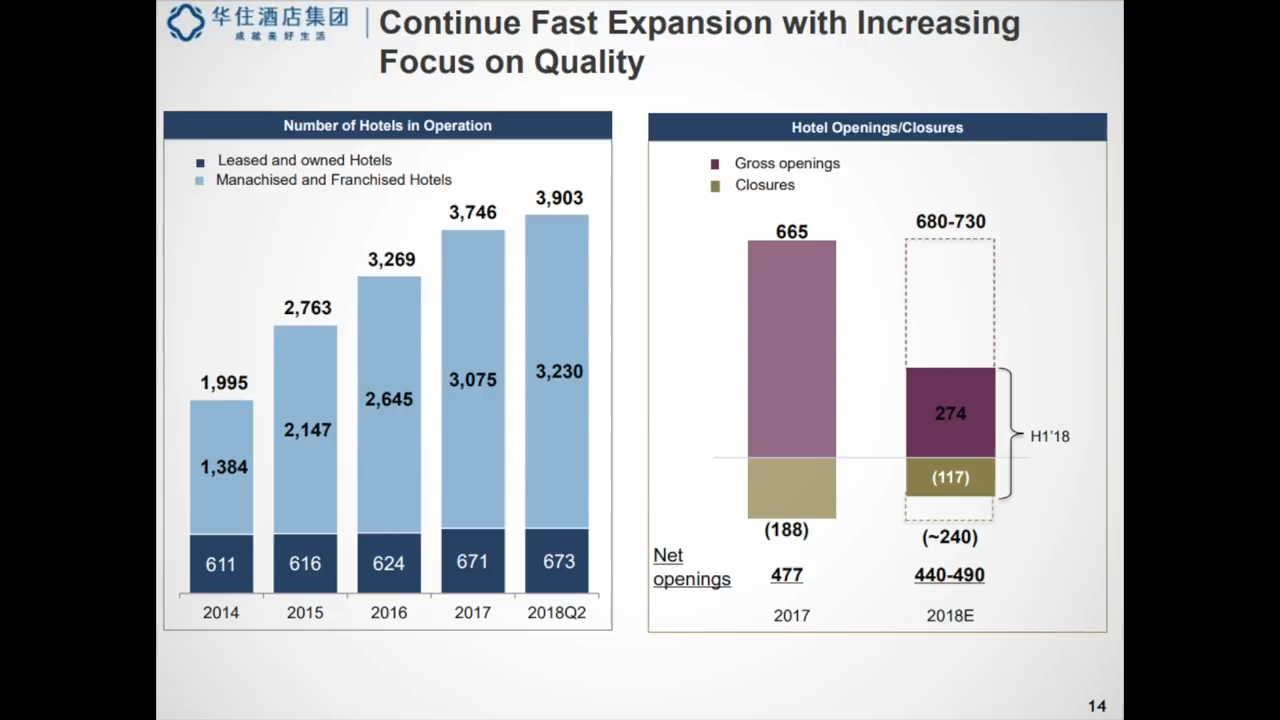 华住酒店集团
成就美好生活
Continue Fast Expansion with Increasing
Focus on Quality
Number of Hotels in Operation
Leased and owned Hotels
Manachised and Franchised Hotels
3,903
3,746
3,269
2,763
1,995
3,230
3,075
2,645
2,147
1,384
611
616
624
671
673
2014
2015
2016
2017
2018Q2
Hotel Openings/Closures
Gross openings
Closures
665
680-730
274
H1'18
(117)
(188)
(~240)
Net
openings
477
440-490
2017
2018E
14